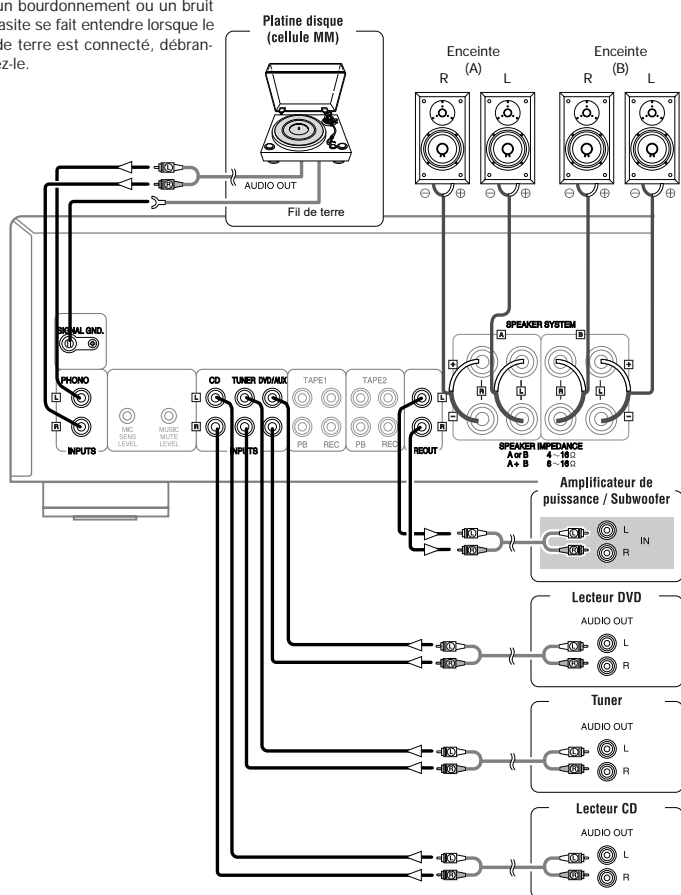 un bourdonnement ou un bruit
asite se fait entendre lorsque le
de terre est connecté, débran-
ez-le.
Platine disque
(cellule MM)
AUDIO OUT
Fil de terre
Enceinte
(A)
R L
Enceinte
(B)
R L
SIGNAL GND.
PHONO
L
R
INPUTS
MIC
SENS
LEVEL
MUSIC
MUTE
LEVEL
CD TUNER DVD/AUX
L
R
INPUTS
TAPE1
PB REC
TAPE2
PB REC
L
R
REOUT
SPEAKER SYSTEM
A B
+ +
R L R L
− −
SPEAKER IMPEDANCE
A or B 4～16Ω
A + B 8～16Ω
Amplificateur de
puissance / Subwoofer
L
IN
R
Lecteur DVD
AUDIO OUT
L
R
Tuner
AUDIO OUT
L
R
Lecteur CD
AUDIO OUT
L
R